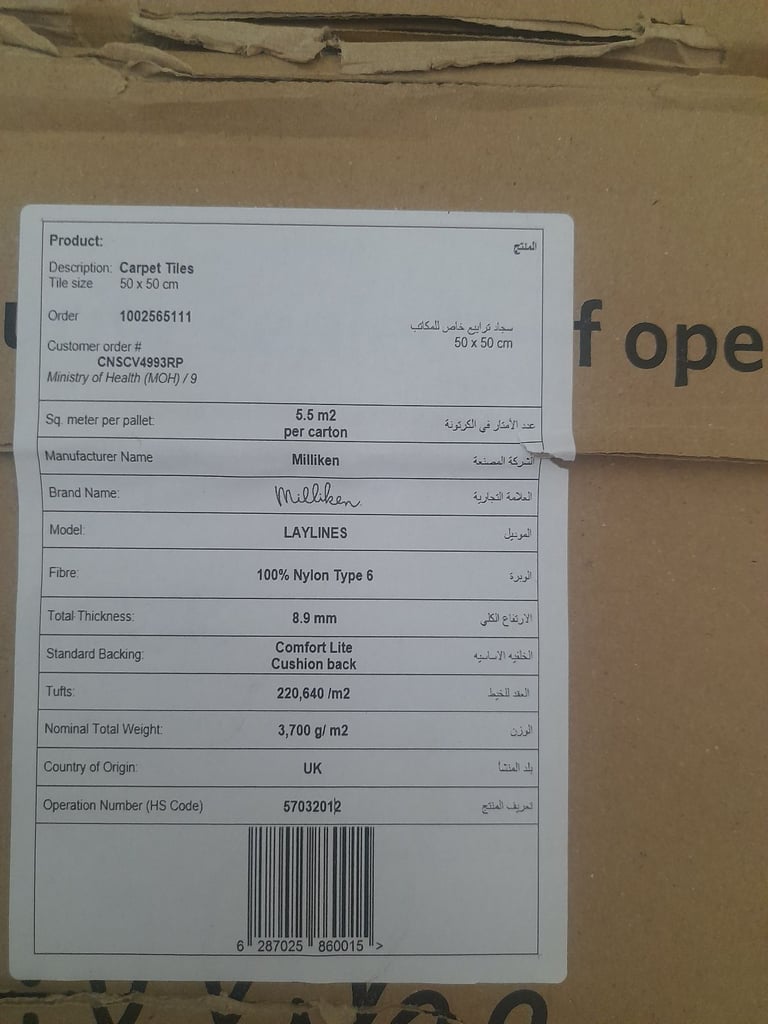 Product: المنتج
Description: Carpet Tiles
Tile size 50 x 50 cm
Order 1002565111
سجاد ترابيع خاص للمكاتب
50 x 50 cm
Customer order #
CNSCV4993RP
Ministry of Health (MOH) / 9
Sq. meter per pallet: 5.5 m2 per carton عدد الأمتار في الكرتونة
Manufacturer Name Milliken الشركة المصنعة
Brand Name: Milliken العلامة التجارية
Model: LAYLINES الموديل
Fibre: 100% Nylon Type 6 الوبرة
Total Thickness: 8.9 mm الارتفاع الكلي
Standard Backing: Comfort Lite Cushion back الخلفيه الاساسيه
Tufts: 220,640 /m2 العقد للخيط
Nominal Total Weight: 3,700 g/ m2 الوزن
Country of Origin: UK بلد المنشأ
Operation Number (HS Code) 57032012 تعريف المنتج
6 287025 860015 >
f ope